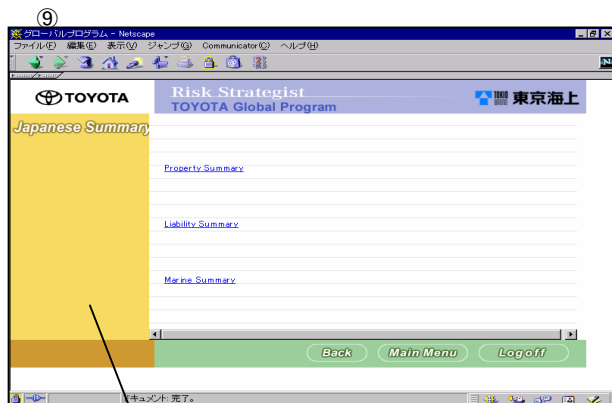 ⑨
グローバルプログラム - Netscape
ファイル(F) 編集(E) 表示(V) ジャンプ(G) Communicator(C) ヘルプ(H)
TOYOTA
Risk Strategist
TOYOTA Global Program
東京海上
Japanese Summary
Property Summary
Liability Summary
Marine Summary
Back
Main Menu
Logoff
キュメント: 完了。